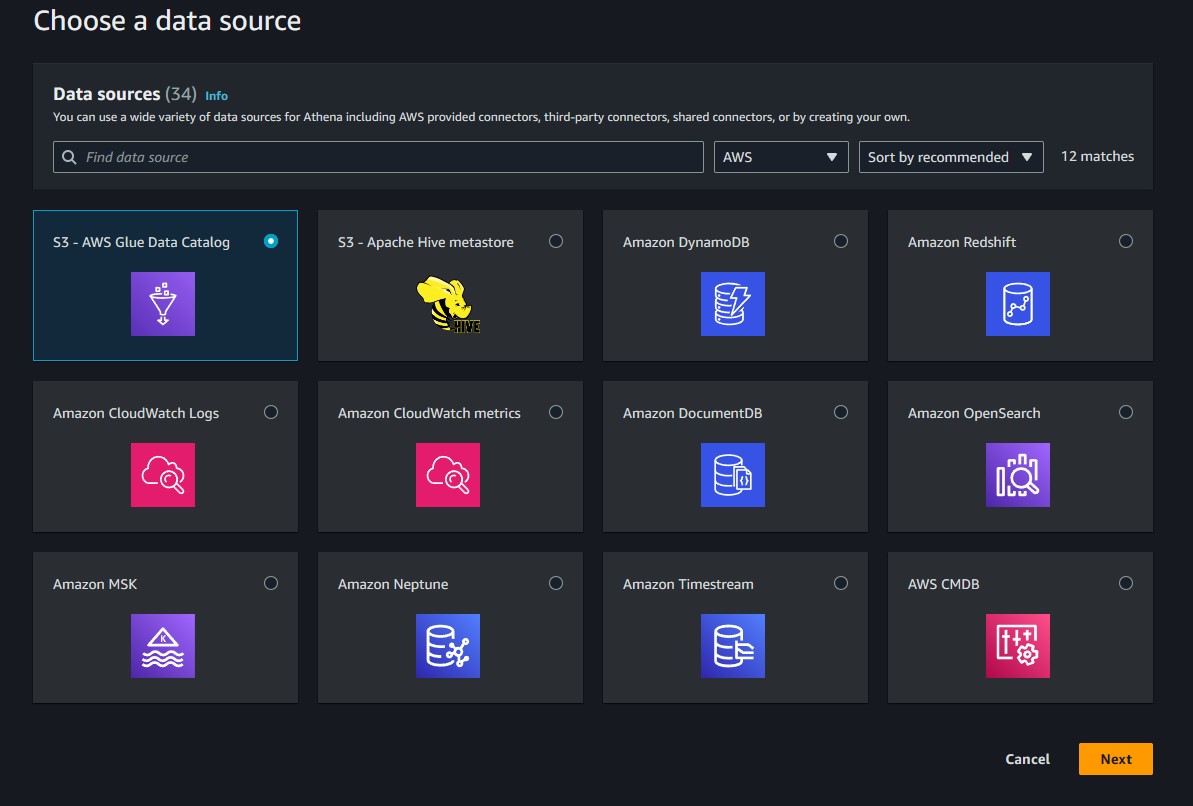 Choose a data source
Data sources (34) Info
You can use a wide variety of data sources for Athena including AWS provided connectors, third-party connectors, shared connectors, or by creating your own.
Find data source
AWS
Sort by recommended
12 matches
S3 - AWS Glue Data Catalog
S3 - Apache Hive metastore
HIVE
Amazon DynamoDB
Amazon Redshift
Amazon CloudWatch Logs
Amazon CloudWatch metrics
Amazon DocumentDB
Amazon OpenSearch
Amazon MSK
K
Amazon Neptune
Amazon Timestream
AWS CMDB
Cancel
Next